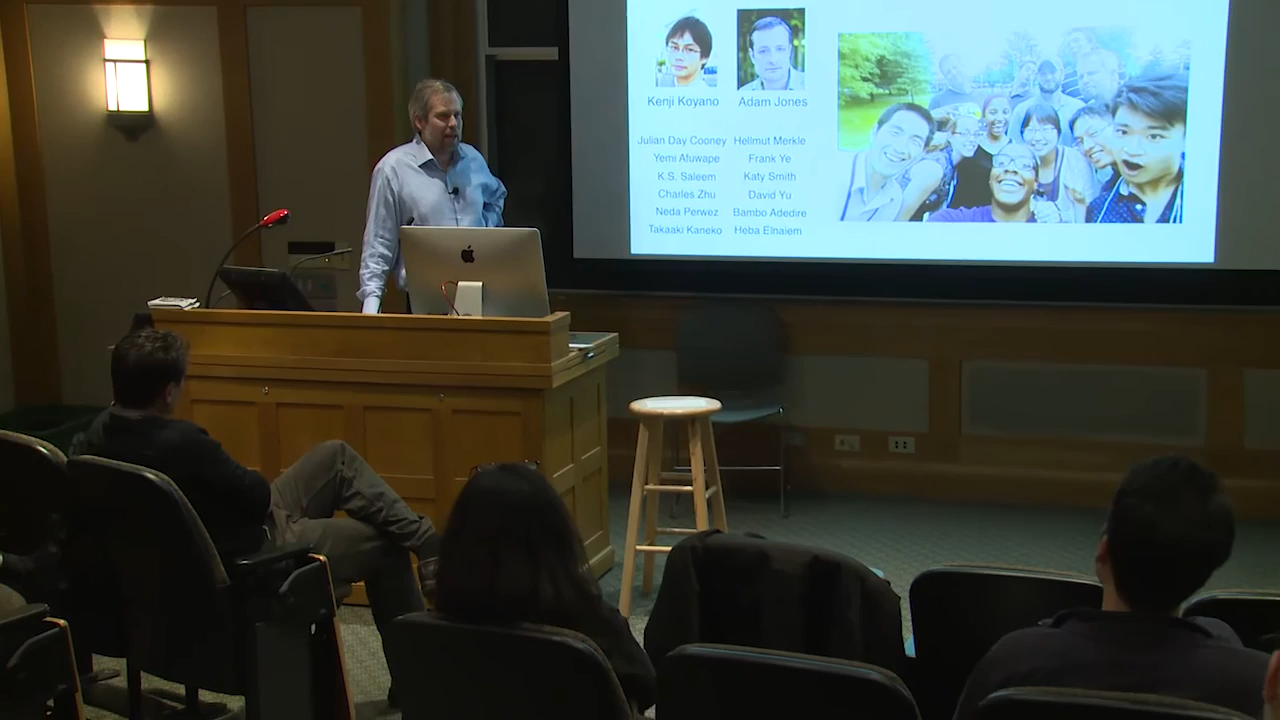 Kenji Koyano Adam Jones
Julian Day Cooney Hellmut Merkle
Yemi Afuwape Frank Ye
K.S. Saleem Katy Smith
Charles Zhu David Yu
Neda Perwez Bambo Adedire
Takaaki Kaneko Heba Elnaiem